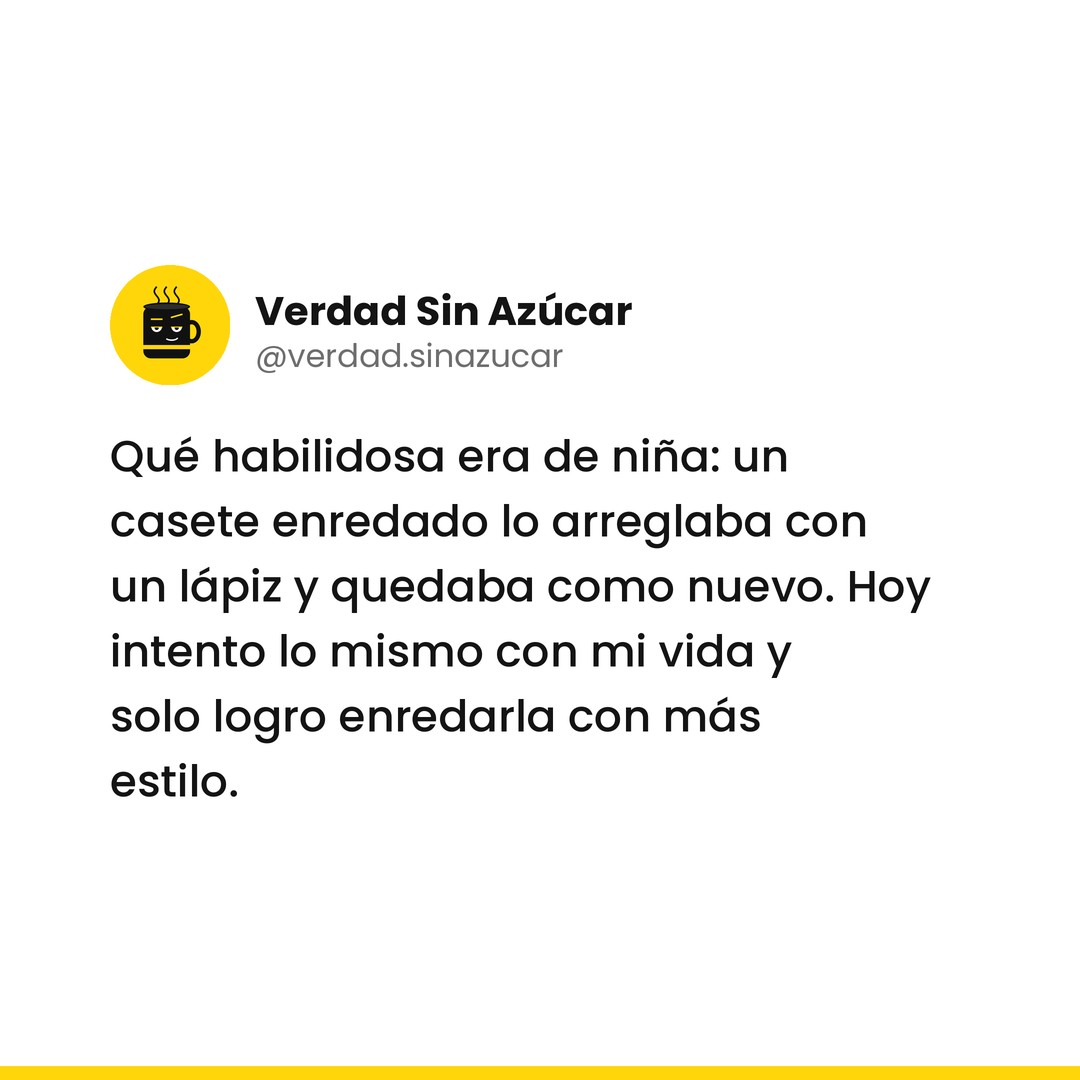 Verdad Sin Azúcar
@verdad.sinazucar
Qué habilidosa era de niña: un
casete enredado lo arreglaba con
un lápiz y quedaba como nuevo. Hoy
intento lo mismo con mi vida y
solo logro enredarla con más
estilo.